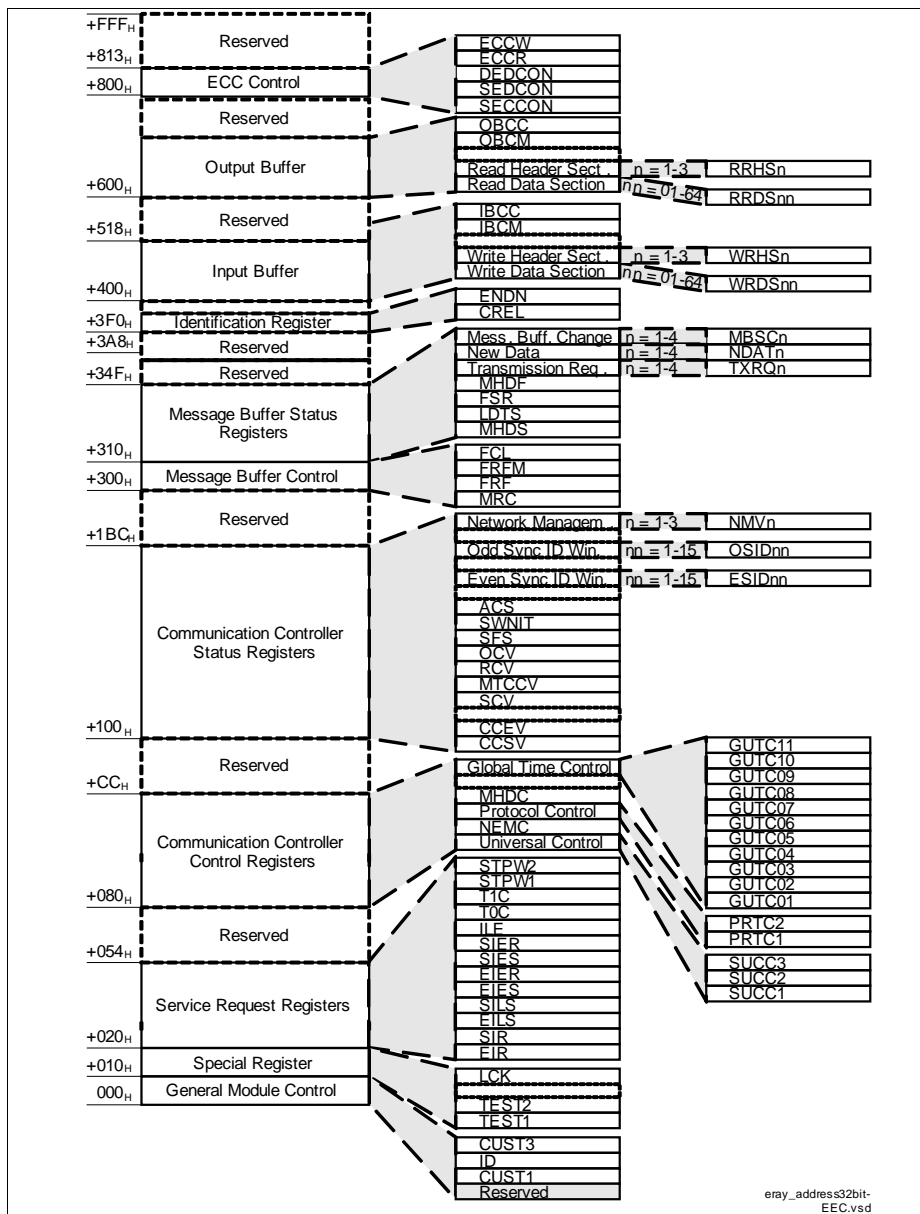 +FFFH
Reserved
+813H
+800H
ECC Control
Reserved
Output Buffer
+600H
Reserved
+518H
Input Buffer
+400H
+3F0H
Identification Register
+3A8H
Reserved
+34FH
Reserved
Message Buffer Status
Registers
+310H
+300H
Message Buffer Control
Reserved
+1BCH
Communication Controller
Status Registers
+100H
Reserved
+CCH
Communication Controller
Control Registers
+080H
Reserved
+054H
Service Request Registers
+020H
+010H
Special Register
000H
General Module Control
ECCW
ECCR
DEDCON
SEDCON
SECCON
OBCC
OBCM
Read Header Sect .
n = 1-3
RRHSn
Read Data Section
nn = 01-64
RRDSnn
IBCC
IBCM
Write Header Sect .
n = 1-3
WRHSn
Write Data Section
nn = 01-64
WRDSnn
ENDN
CREL
Mess. Buff. Change
n = 1-4
MBSCn
New Data
n = 1-4
NDATn
Transmission Req .
n = 1-4
TXRQn
MHDF
FSR
LDTS
MHDS
FCL
FRFM
FRF
MRC
Network Managem .
n = 1-3
NMVn
Odd Sync ID Win.
nn = 1-15
OSIDnn
Even Sync ID Win.
nn = 1-15
ESIDnn
ACS
SWNIT
SFS
OCV
RCV
MTCCV
SCV
CCEV
CCSV
Global Time Control
MHDC
Protocol Control
NEMC
Universal Control
GUTC11
GUTC10
GUTC09
GUTC08
GUTC07
GUTC06
GUTC05
GUTC04
GUTC03
GUTC02
GUTC01
PRTC2
PRTC1
SUCC3
SUCC2
SUCC1
STPW2
STPW1
T1C
T0C
ILE
SIER
SIES
EIER
EIES
SILS
EILS
SIR
EIR
LCK
TEST2
TEST1
CUST3
ID
CUST1
Reserved
eray_address32bit-
EEC.vsd